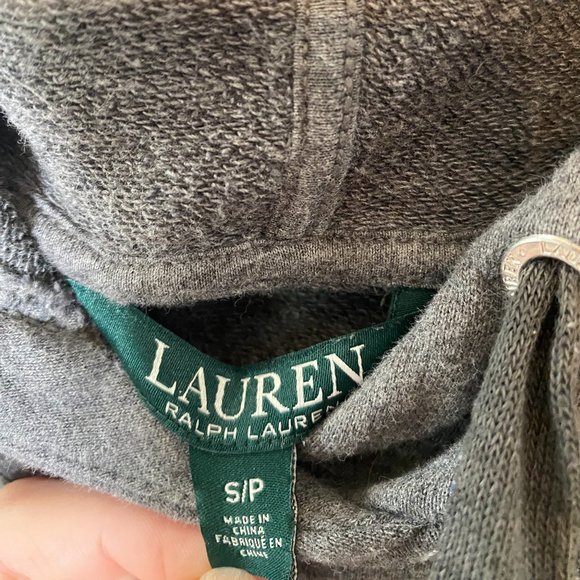 LAUREN
RALPH LAUREN
S/P
MADE IN
CHINA
FABRIQUÉ EN
CHINE